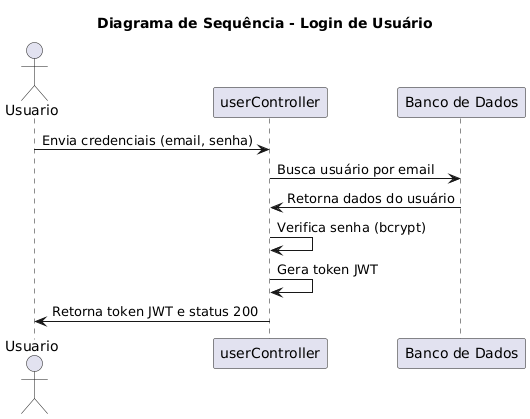 Diagrama de Sequência - Login de Usuário
Usuario
userController
Banco de Dados
Envia credenciais (email, senha)
Busca usuário por email
Retorna dados do usuário
Verifica senha (bcrypt)
Gera token JWT
Retorna token JWT e status 200
Usuario
userController
Banco de Dados